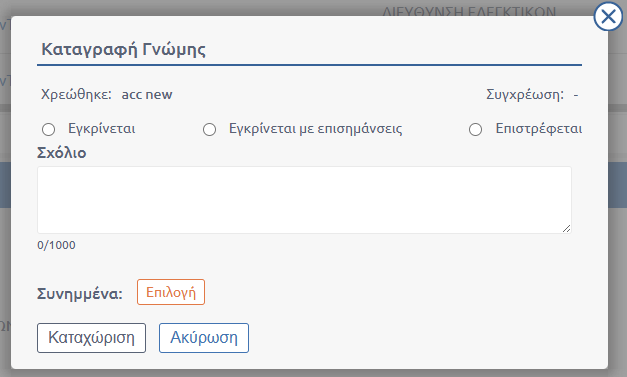 ΔΙΕΥΘΥΝΣΗ ΕΛΕΓΚΤΙΚΩΝ
Καταγραφή Γνώμης
Χρεώθηκε: acc new Συγχρέωση: -
Εγκρίνεται Εγκρίνεται με επισημάνσεις Επιστρέφεται
Σχόλιο
0/1000
Συνημμένα: Επιλογή
Καταχώριση Ακύρωση